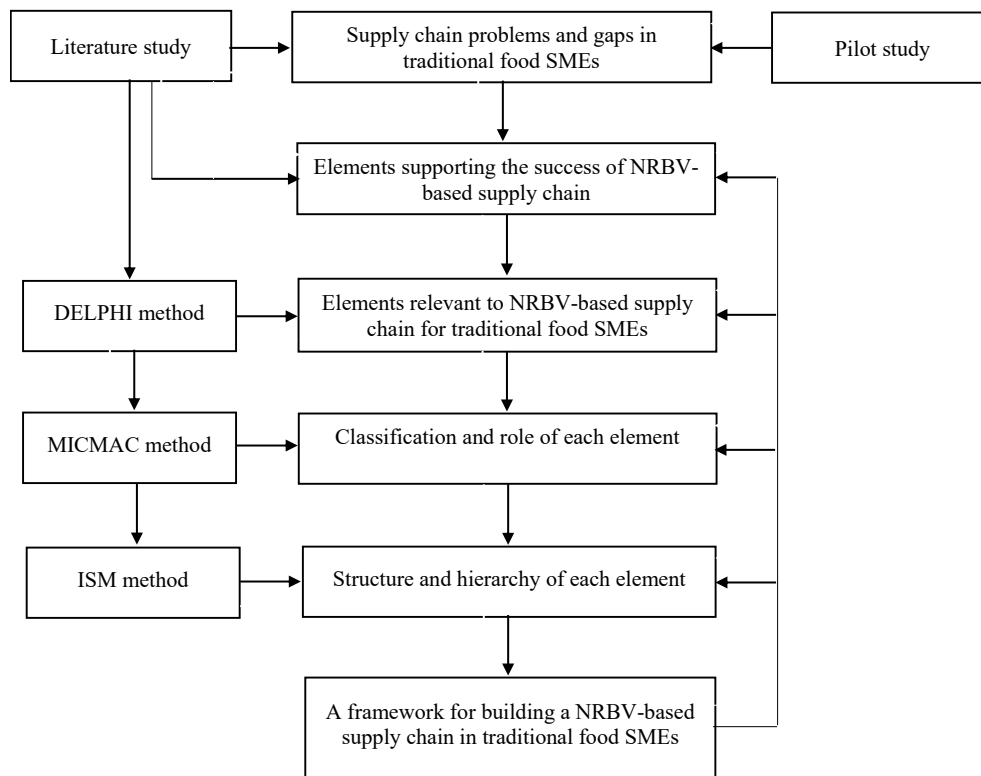 Literature study
Supply chain problems and gaps in
traditional food SMEs
Pilot study
Elements supporting the success of NRBV-
based supply chain
DELPHI method
Elements relevant to NRBV-based supply
chain for traditional food SMEs
MICMAC method
Classification and role of each element
ISM method
Structure and hierarchy of each element
A framework for building a NRBV-based
supply chain in traditional food SMEs